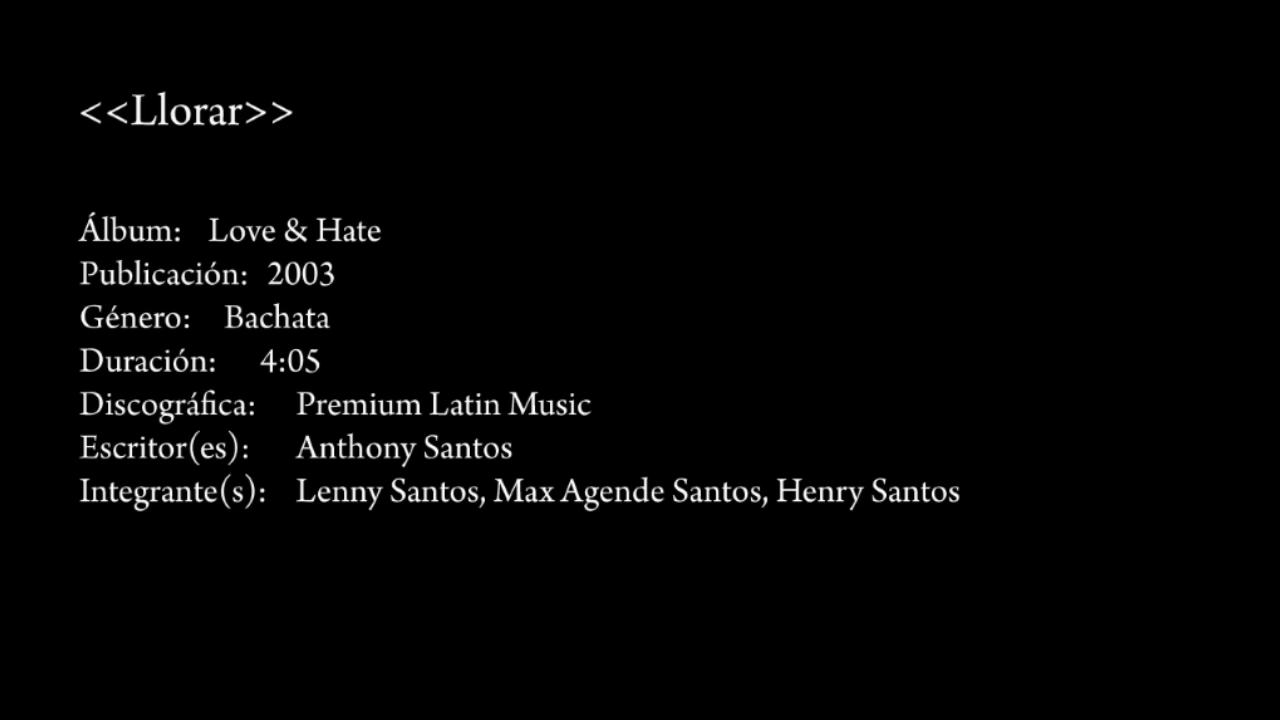 <<Llorar>>
Álbum: Love & Hate
Publicación: 2003
Género: Bachata
Duración: 4:05
Discográfica: Premium Latin Music
Escritor(es): Anthony Santos
Integrante(s): Lenny Santos, Max Agende Santos, Henry Santos